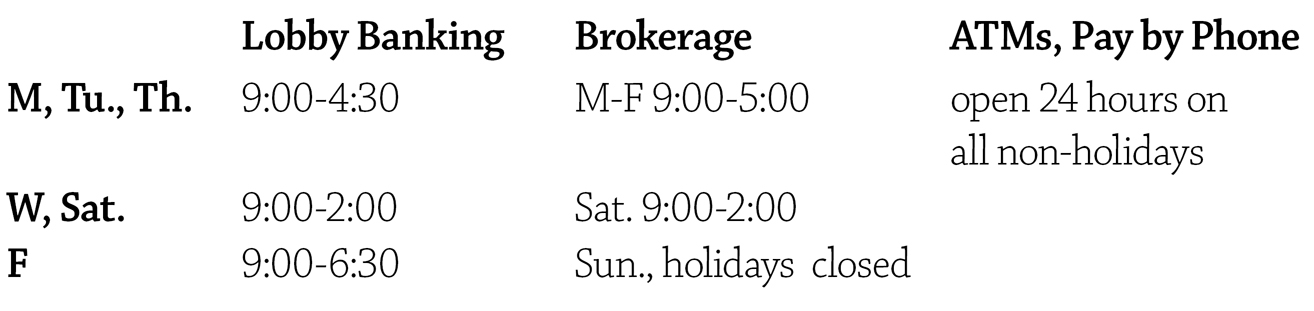 Lobby Banking Brokerage ATMs, Pay by Phone
M, Tu., Th. 9:00-4:30 M-F 9:00-5:00 open 24 hours on
all non-holidays
W, Sat. 9:00-2:00 Sat. 9:00-2:00
F 9:00-6:30 Sun., holidays closed